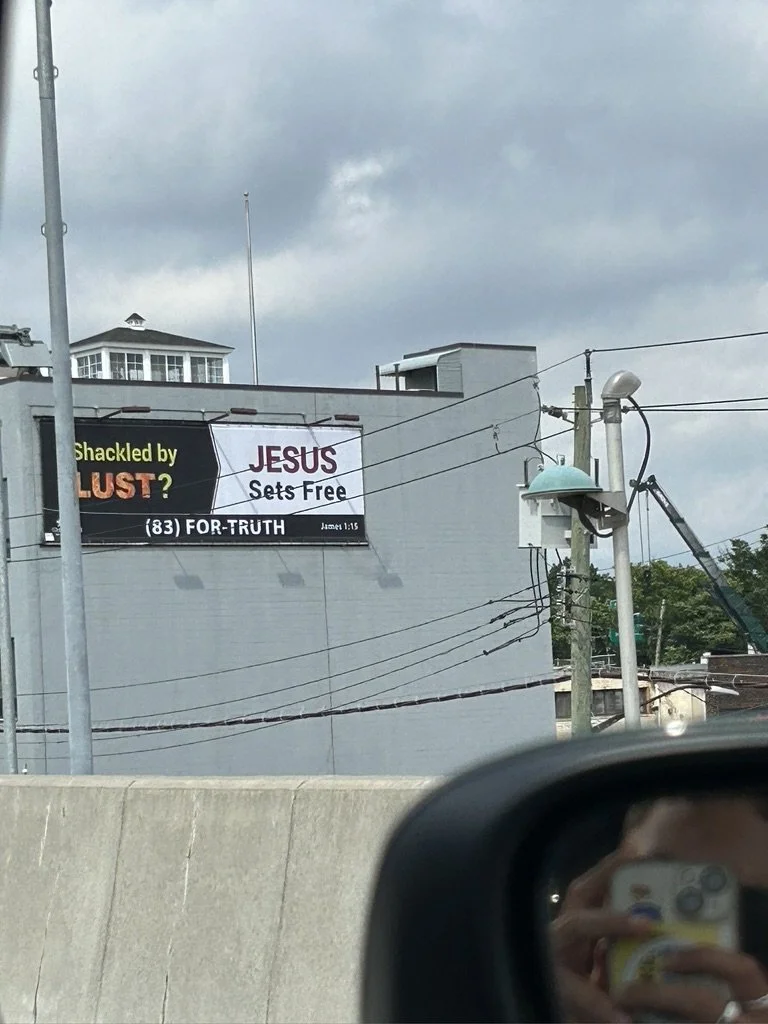 Shackled by
LUST?
JESUS
Sets Free
(83) FOR-TRUTH
James 1:15